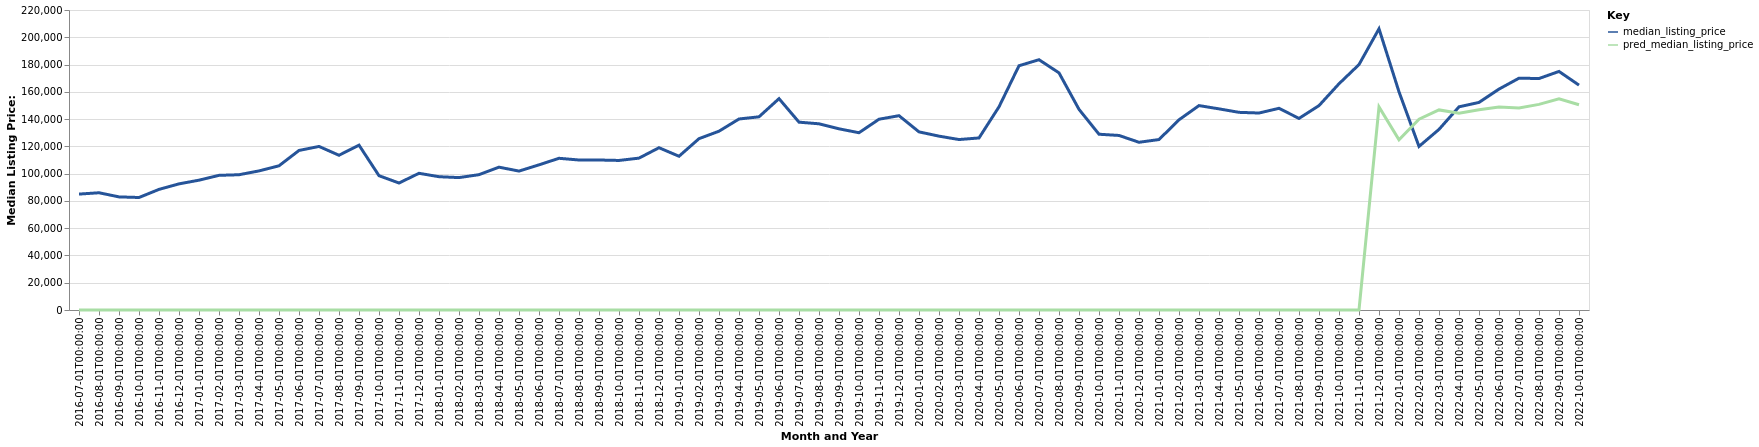 220,000
200,000
180,000
160,000
140,000
120,000
100,000
80,000
60,000
40,000
20,000
0
Median Listing Price:
2016-07-01T00:00:00
2016-08-01T00:00:00
2016-09-01T00:00:00
2016-10-01T00:00:00
2016-11-01T00:00:00
2016-12-01T00:00:00
2017-01-01T00:00:00
2017-02-01T00:00:00
2017-03-01T00:00:00
2017-04-01T00:00:00
2017-05-01T00:00:00
2017-06-01T00:00:00
2017-07-01T00:00:00
2017-08-01T00:00:00
2017-09-01T00:00:00
2017-10-01T00:00:00
2017-11-01T00:00:00
2017-12-01T00:00:00
2018-01-01T00:00:00
2018-02-01T00:00:00
2018-03-01T00:00:00
2018-04-01T00:00:00
2018-05-01T00:00:00
2018-06-01T00:00:00
2018-07-01T00:00:00
2018-08-01T00:00:00
2018-09-01T00:00:00
2018-10-01T00:00:00
2018-11-01T00:00:00
2018-12-01T00:00:00
2019-01-01T00:00:00
2019-02-01T00:00:00
2019-03-01T00:00:00
2019-04-01T00:00:00
2019-05-01T00:00:00
2019-06-01T00:00:00
2019-07-01T00:00:00
2019-08-01T00:00:00
2019-09-01T00:00:00
2019-10-01T00:00:00
2019-11-01T00:00:00
2019-12-01T00:00:00
2020-01-01T00:00:00
2020-02-01T00:00:00
2020-03-01T00:00:00
2020-04-01T00:00:00
2020-05-01T00:00:00
2020-06-01T00:00:00
2020-07-01T00:00:00
2020-08-01T00:00:00
2020-09-01T00:00:00
2020-10-01T00:00:00
2020-11-01T00:00:00
2020-12-01T00:00:00
2021-01-01T00:00:00
2021-02-01T00:00:00
2021-03-01T00:00:00
2021-04-01T00:00:00
2021-05-01T00:00:00
2021-06-01T00:00:00
2021-07-01T00:00:00
2021-08-01T00:00:00
2021-09-01T00:00:00
2021-10-01T00:00:00
2021-11-01T00:00:00
2021-12-01T00:00:00
2022-01-01T00:00:00
2022-02-01T00:00:00
2022-03-01T00:00:00
2022-04-01T00:00:00
2022-05-01T00:00:00
2022-06-01T00:00:00
2022-07-01T00:00:00
2022-08-01T00:00:00
2022-09-01T00:00:00
2022-10-01T00:00:00
Month and Year
Key
median_listing_price
pred_median_listing_price